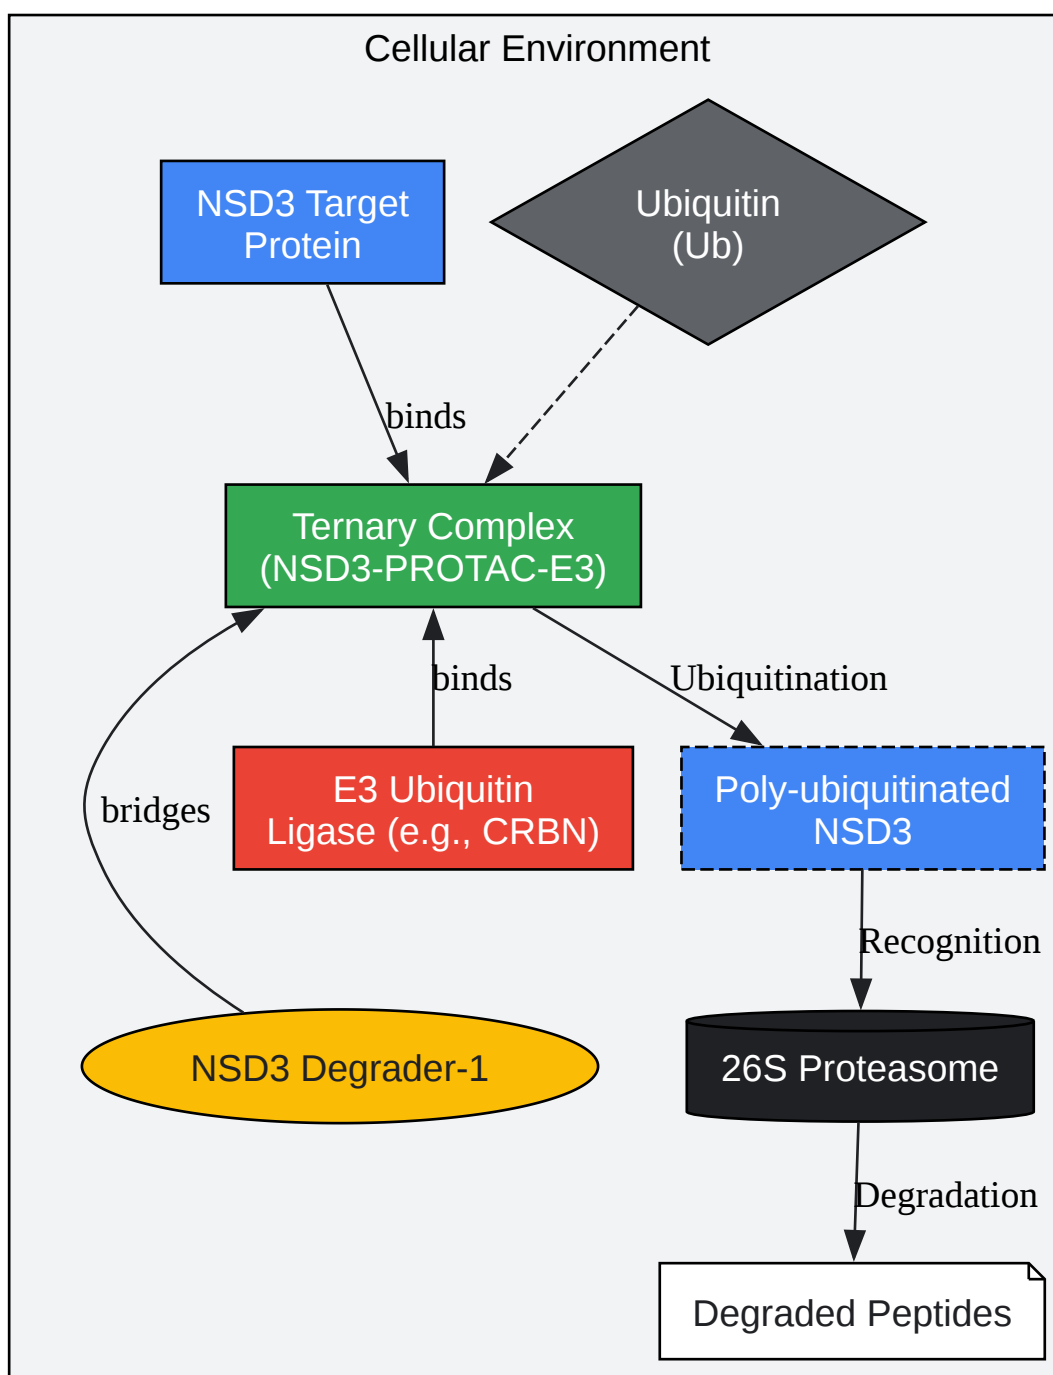 Cellular Environment
NSD3 Target
Protein
Ubiquitin
(Ub)
binds
Ternary Complex
(NSD3-PROTAC-E3)
binds
Ubiquitination
bridges
E3 Ubiquitin
Ligase (e.g., CRBN)
Poly-ubiquitinated
NSD3
Recognition
NSD3 Degrader-1
26S Proteasome
Degradation
Degraded Peptides